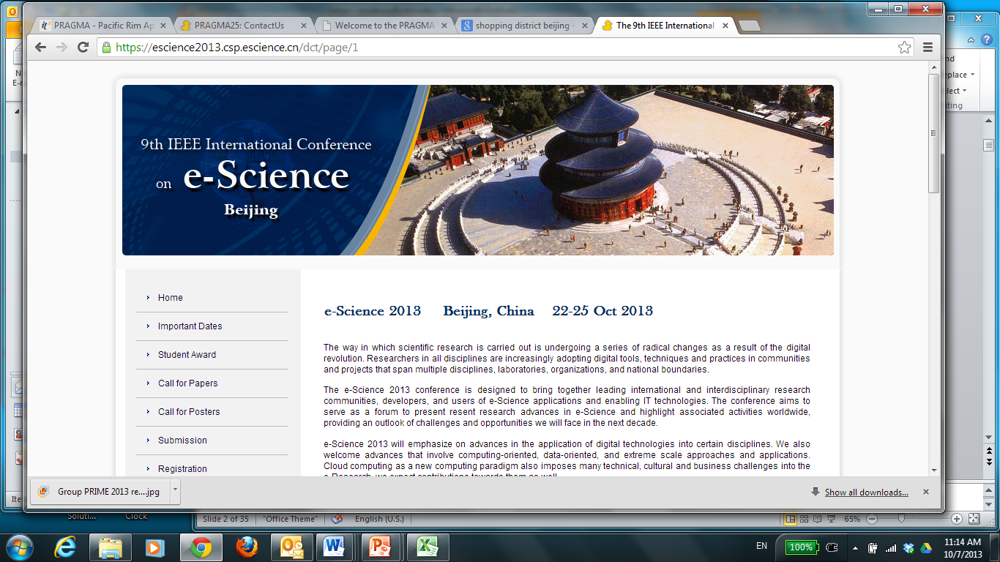 PRAGMA - Pacific Rim Ap
PRAGMA25: ContactUs
Welcome to the PRAGMA
shopping district beijing -
The 9th IEEE International
https://escience2013.csp.escience.cn/dct/page/1
9th IEEE International Conference
on e-Science
Beijing
Home
Important Dates
Student Award
Call for Papers
Call for Posters
Submission
Registration
e-Science 2013 Beijing, China 22-25 Oct 2013
The way in which scientific research is carried out is undergoing a series of radical changes as a result of the digital
revolution. Researchers in all disciplines are increasingly adopting digital tools, techniques and practices in communities
and projects that span multiple disciplines, laboratories, organizations, and national boundaries.
The e-Science 2013 conference is designed to bring together leading international and interdisciplinary research
communities, developers, and users of e-Science applications and enabling IT technologies. The conference aims to
serve as a forum to present resent research advances in e-Science and highlight associated activities worldwide,
providing an outlook of challenges and opportunities we will face in the next decade.
e-Science 2013 will emphasize on advances in the application of digital technologies into certain disciplines. We also
welcome advances that involve computing-oriented, data-oriented, and extreme scale approaches and applications.
Cloud computing as a new computing paradigm also imposes many technical, cultural and business challenges into the
e-Research, we expect contributions towards them as well.
Group PRIME 2013 re....jpg
Show all downloads...
N
E-m
nd
eplace
lect
iting
Ite
Soluti...
Clock
Slide 2 of 35
"Office Theme"
English (U.S.)
65%
EN
100%
11:14 AM
10/7/2013